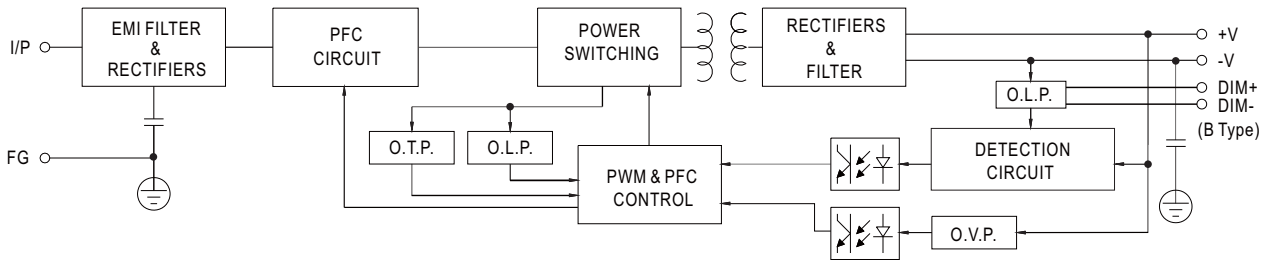 I/P
EMI FILTER
&
RECTIFIERS
PFC
CIRCUIT
POWER
SWITCHING
RECTIFIERS
&
FILTER
+V
-V
DIM+
DIM-
(B Type)
O.L.P.
FG
O.T.P.
O.L.P.
PWM & PFC
CONTROL
DETECTION
CIRCUIT
O.V.P.